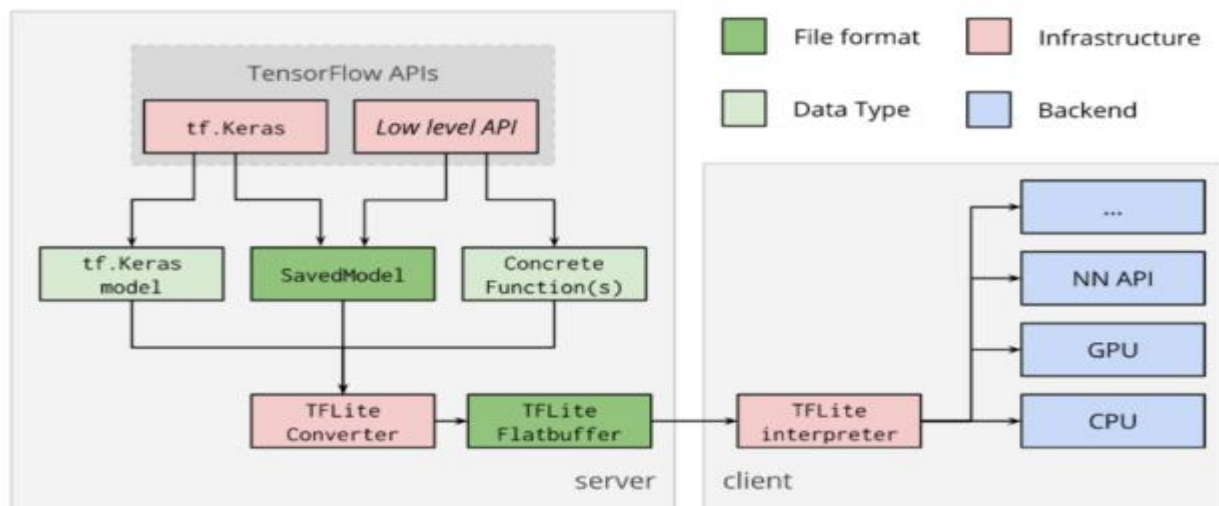 File format
Infrastructure
Data Type
Backend
TensorFlow APIs
tf.Keras
Low level API
tf.Keras
model
SavedModel
Concrete
Function(s)
TFLite
Converter
TFLite
Flatbuffer
server
TFLite
interpreter
...
NN API
GPU
CPU
client